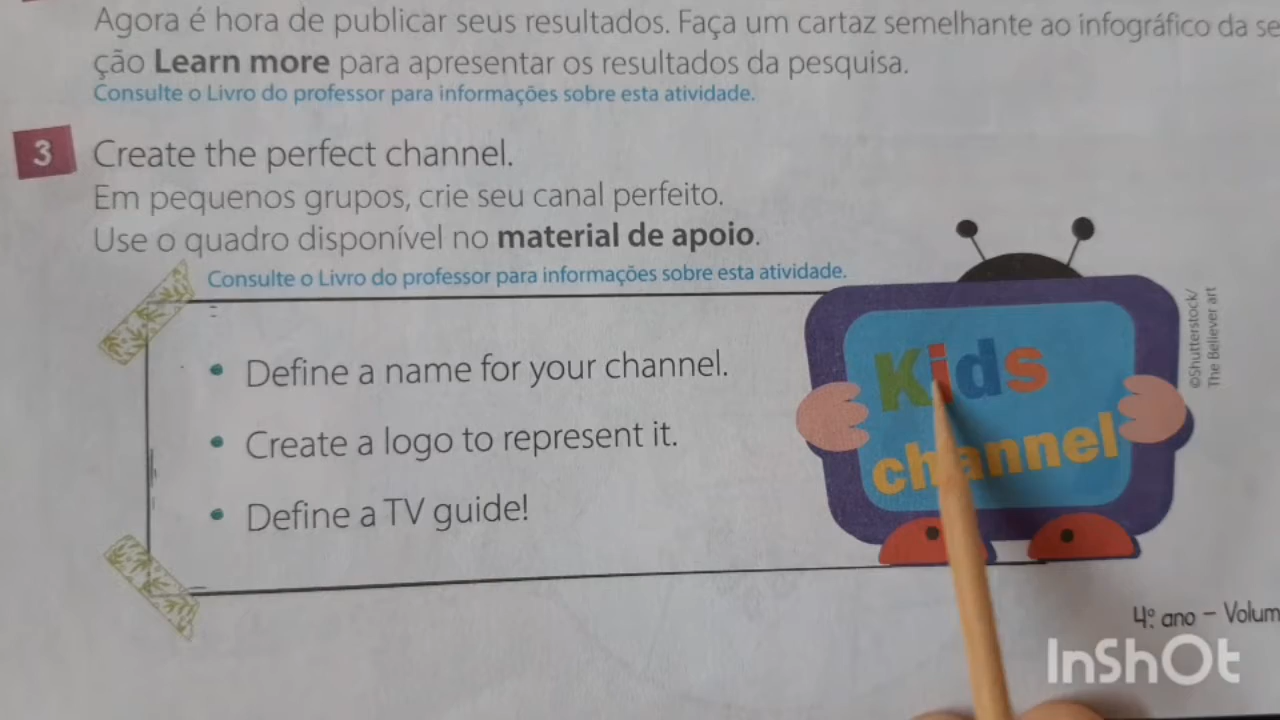 Agora é hora de publicar seus resultados. Faça um cartaz semelhante ao infográfico da se
ção Learn more para apresentar os resultados da pesquisa.
Consulte o Livro do professor para informações sobre esta atividade.
3 Create the perfect channel.
Em pequenos grupos, crie seu canal perfeito.
Use o quadro disponível no material de apoio.
Consulte o Livro do professor para informações sobre esta atividade.
• Define a name for your channel.
• Create a logo to represent it.
• Define a TV guide!
Kids
channel
©Shutterstock/
The Believer art
4º. ano – Volum
InShOt